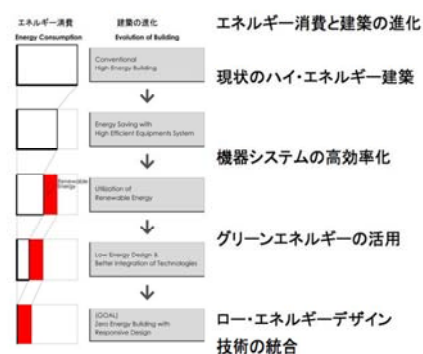 エネルギー消費
Energy Consumption
建築の進化
Evolution of Building
エネルギー消費と建築の進化
Conventional
High Energy Building
現状のハイ・エネルギー建築
Energy Saving with
High Efficient Equipments System
機器システムの高効率化
Renewable
Energy
Utilization of
Renewable Energy
グリーンエネルギーの活用
Low Energy Design &
Better Integration of Technologies
ロー・エネルギーデザイン
技術の統合
(GOAL)
Zero Energy Building with
Responsive Design